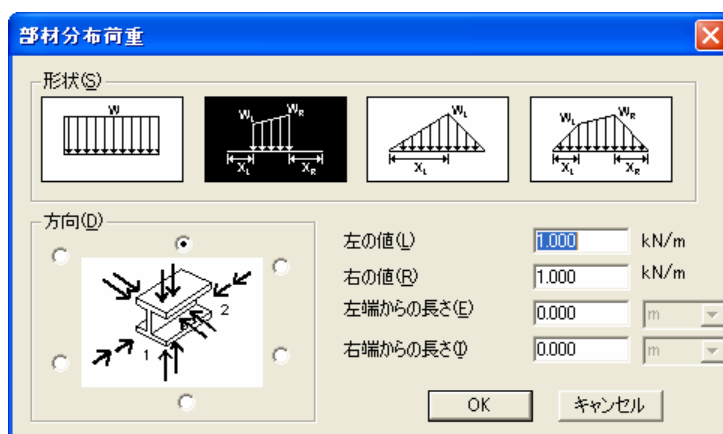 部材分布荷重
形状(S)
W
WL WR
XL XR
WL
XL
WL WR
XL XR
方向(D)
1 2
左の値(L) 1.000 kN/m
右の値(R) 1.000 kN/m
左端からの長さ(E) 0.000 m
右端からの長さ(I) 0.000 m
OK キャンセル